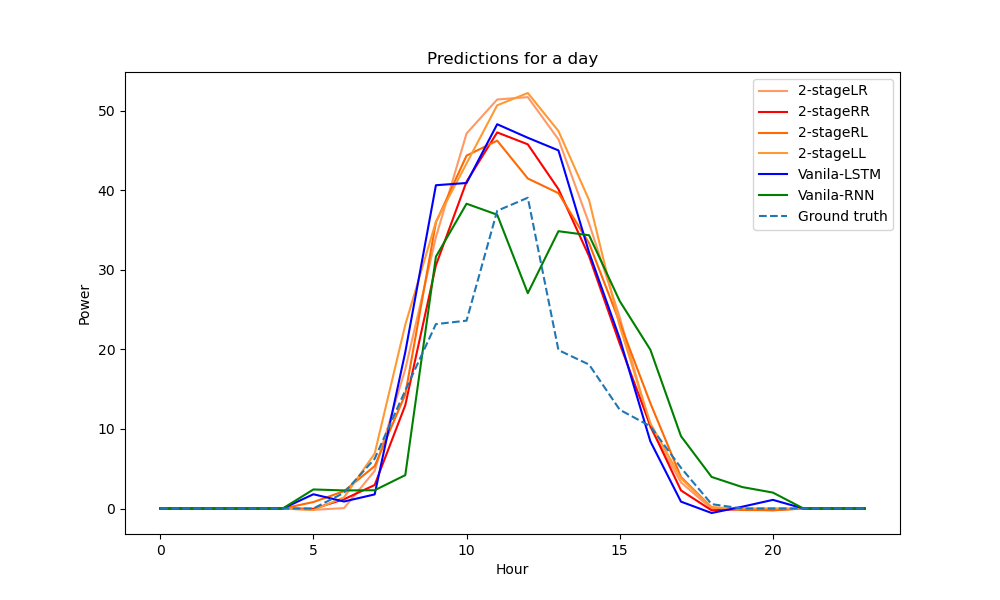 Predictions for a day
2-stageLR
2-stageRR
2-stageRL
2-stageLL
Vanila-LSTM
Vanila-RNN
Ground truth
50
40
30
20
10
0
Power
0 5 10 15 20
Hour